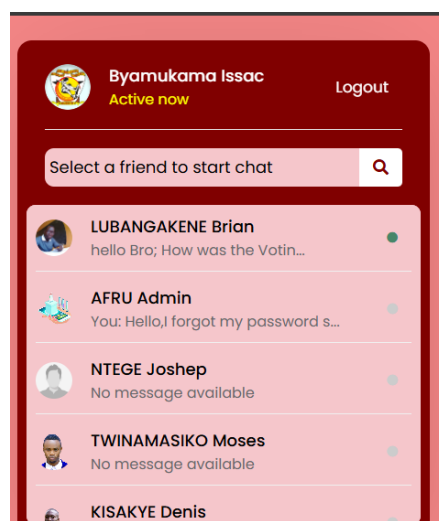 Byamukama Issac
Active now
Logout
Select a friend to start chat
LUBANGAKENE Brian
hello Bro; How was the Votin...
AFRU Admin
You: Hello,I forgot my password s...
NTEGE Joshep
No message available
TWINAMASIKO Moses
No message available
KISAKYE Denis